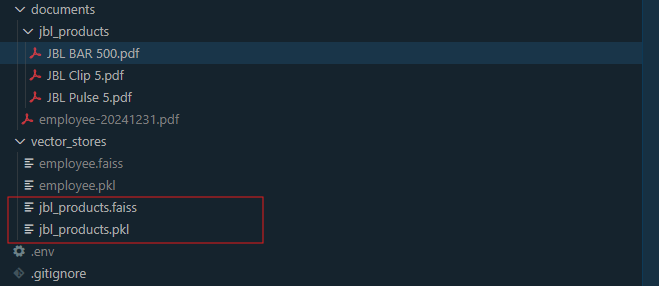 documents
jbl_products
JBL BAR 500.pdf
JBL Clip 5.pdf
JBL Pulse 5.pdf
employee-20241231.pdf
vector_stores
employee.faiss
employee.pkl
jbl_products.faiss
jbl_products.pkl
.env
.gitignore